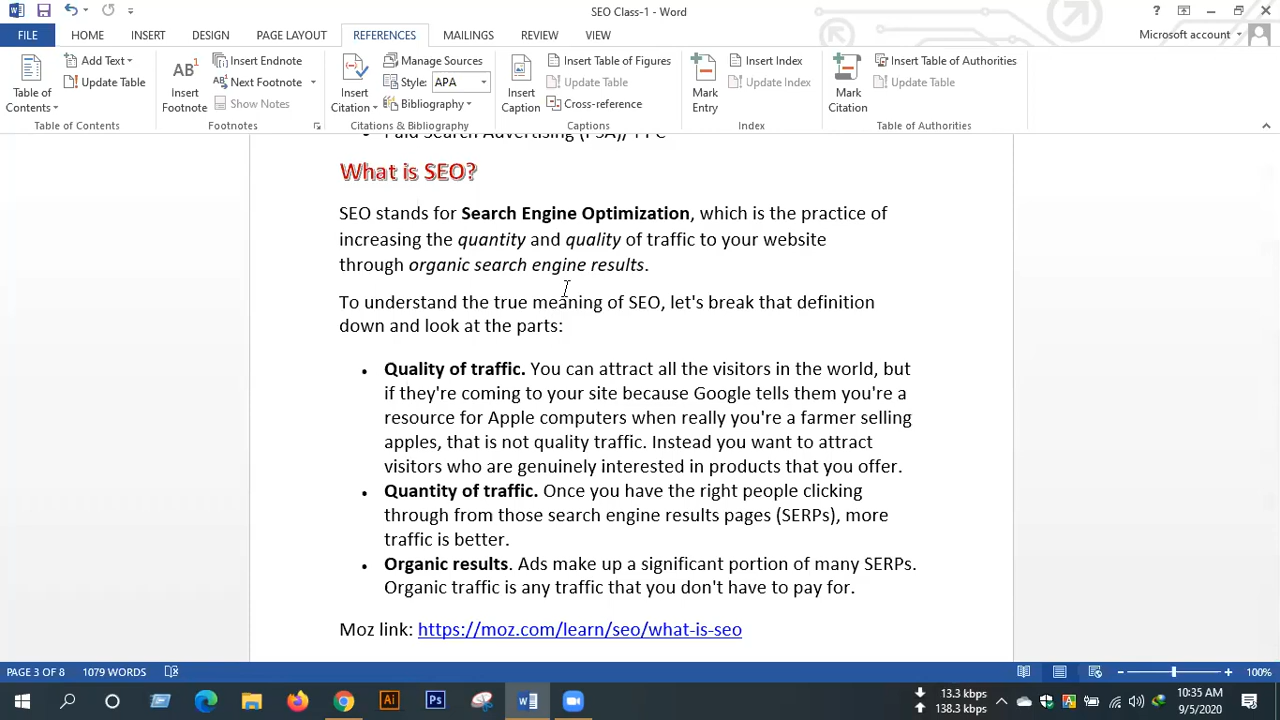 SEO Class-1 - Word
FILE HOME INSERT DESIGN PAGE LAYOUT REFERENCES MAILINGS REVIEW VIEW Microsoft account
Table of Contents
Add Text
Update Table
Table of Contents
AB¹
Insert Footnote
Insert Endnote
AB¹ Next Footnote
Show Notes
Footnotes
Insert Citation
Manage Sources
Style: APA
Bibliography
Citations & Bibliography
Insert Caption
Insert Table of Figures
Update Table
Cross-reference
Captions
Mark Entry
Insert Index
Update Index
Index
Mark Citation
Insert Table of Authorities
Update Table
Table of Authorities
What is SEO?
SEO stands for Search Engine Optimization, which is the practice of
increasing the quantity and quality of traffic to your website
through organic search engine results.
To understand the true meaning of SEO, let's break that definition
down and look at the parts:
• Quality of traffic. You can attract all the visitors in the world, but
if they're coming to your site because Google tells them you're a
resource for Apple computers when really you're a farmer selling
apples, that is not quality traffic. Instead you want to attract
visitors who are genuinely interested in products that you offer.
• Quantity of traffic. Once you have the right people clicking
through from those search engine results pages (SERPs), more
traffic is better.
• Organic results. Ads make up a significant portion of many SERPs.
Organic traffic is any traffic that you don't have to pay for.
Moz link: https://moz.com/learn/seo/what-is-seo
PAGE 3 OF 8 1079 WORDS 100%
Ai Ps
13.3 kbps
138.3 kbps
10:35 AM
9/5/2020